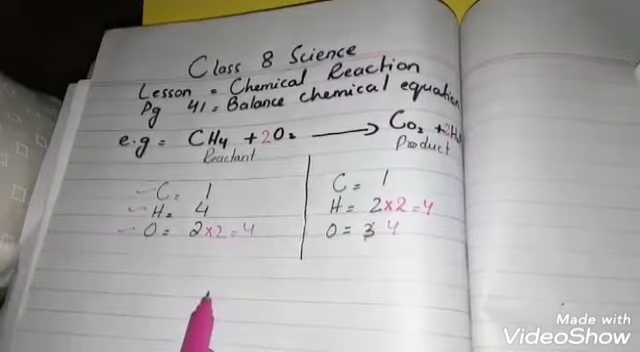 Class 8 Science
Lesson = Chemical Reaction
Pg 41 = Balance chemical equation
e.g = CH4 + 2O2 → CO2 + 2H2
Reactant Product
C = 1
H = 4
O = 2×2=4
C = 1
H = 2×2=4
O = 3 4
Made with
VideoShow